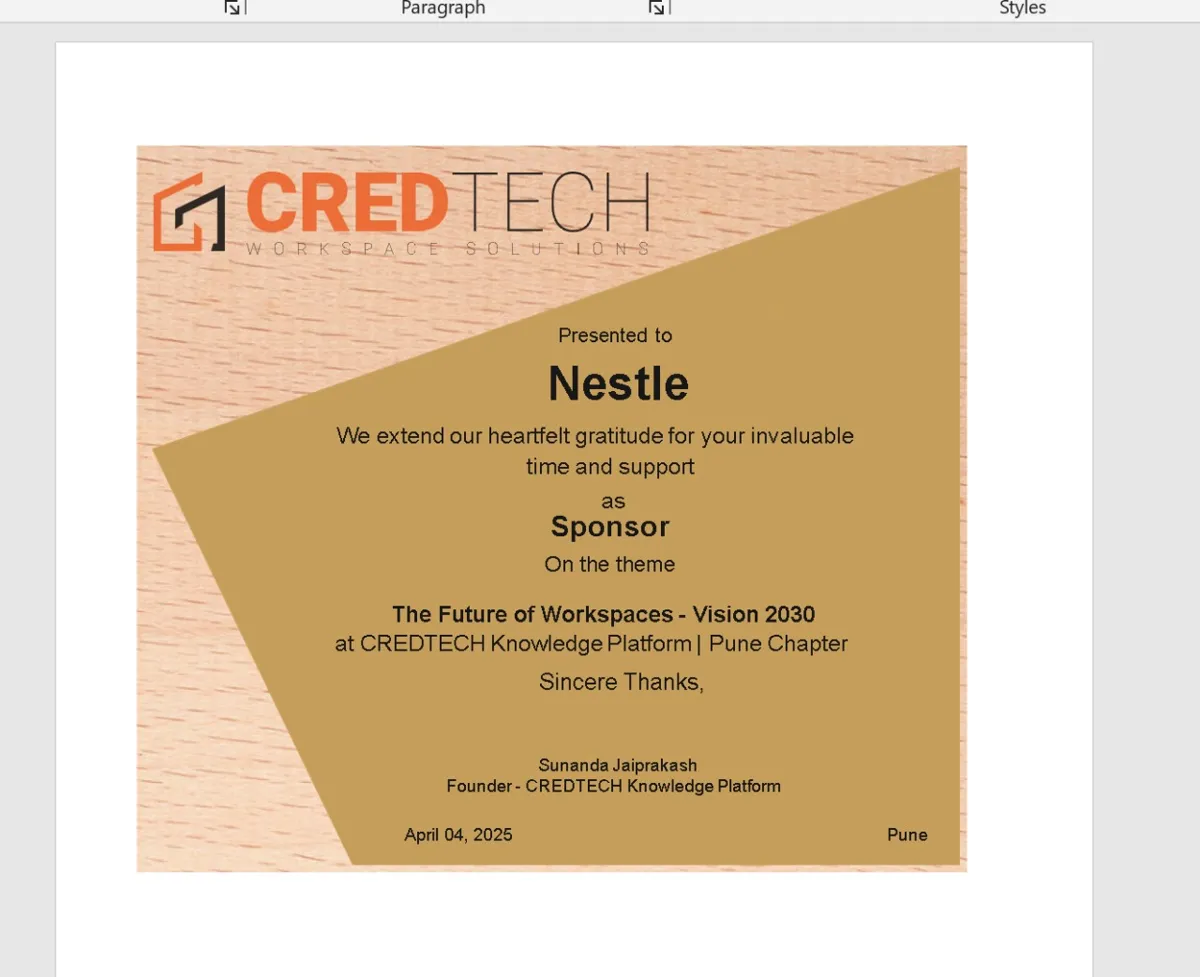 Paragraph
Styles
CREDTECH
WORKSPACE SOLUTIONS
Presented to
Nestle
We extend our heartfelt gratitude for your invaluable
time and support
as
Sponsor
On the theme
The Future of Workspaces - Vision 2030
at CREDTECH Knowledge Platform | Pune Chapter
Sincere Thanks,
Sunanda Jaiprakash
Founder - CREDTECH Knowledge Platform
April 04, 2025
Pune